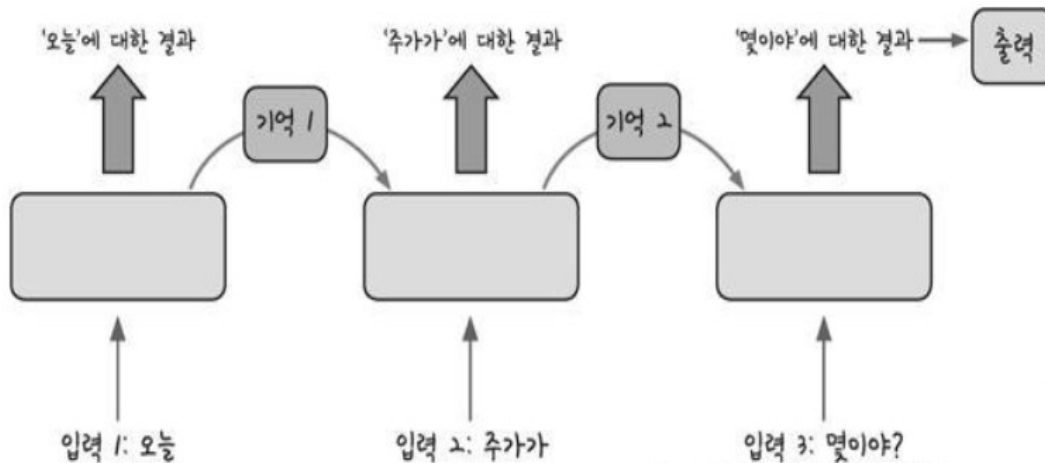 '오늘'에 대한 결과
'주가가'에 대한 결과
'몇이야'에 대한 결과
출력
기억 1
기억 2
입력 1: 오늘
입력 2: 주가가
입력 3: 몇이야?